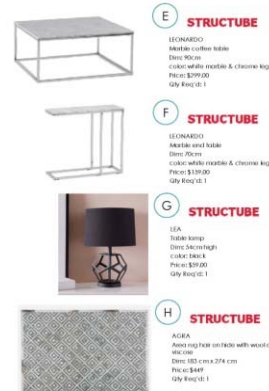 E
STRUCTUBE
LEONARDO
Marble coffee table
Dim: 90cm
color: white marble & chrome leg
Price: $299.00
Qty Req'd: 1
F
STRUCTUBE
LEONARDO
Marble end table
Dim: 70cm
color: white marble & chrome leg
Price: $159.00
Qty Req'd: 1
G
STRUCTUBE
LEA
Table lamp
Dim: 54cm high
color: black
Price: $59.00
Qty Req'd: 1
H
STRUCTUBE
AGRA
Area rug hair on hide with wool
viscose
Dim: 183 cm x 274 cm
Price: $449
Qty Req'd: 1